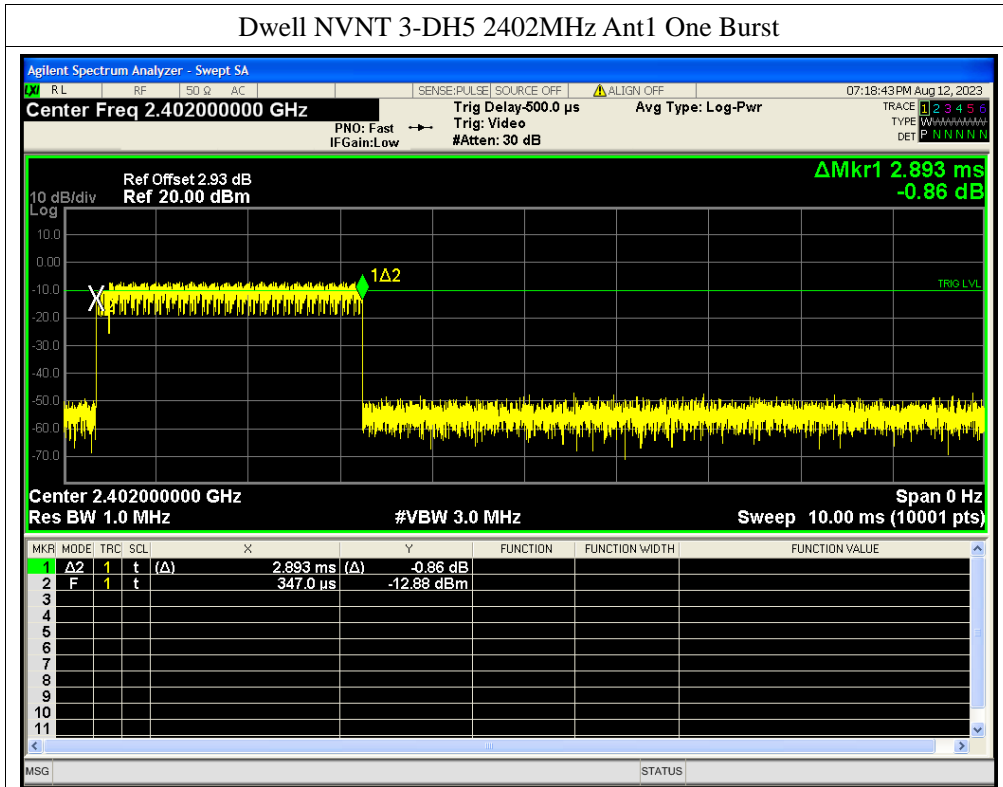 Dwell NVNT 3-DH5 2402MHz Ant1 One Burst
Agilent Spectrum Analyzer - Swept SA
LXI RL RF 50 Ω AC SENSE:PULSE SOURCE OFF ALIGN OFF 07:18:43 PM Aug 12, 2023
Center Freq 2.402000000 GHz Trig Delay-500.0 µs Avg Type: Log-Pwr TRACE 1 2 3 4 5 6
PNO: Fast Trig: Video TYPE
IFGain:Low #Atten: 30 dB DET P N N N N N
ΔMkr1 2.893 ms
-0.86 dB
Ref Offset 2.93 dB
10 dB/div Ref 20.00 dBm
Log
10.0
0.00
1Δ2
-10.0
TRIG LVL
-20.0
-30.0
-40.0
-50.0
-60.0
-70.0
Center 2.402000000 GHz Span 0 Hz
Res BW 1.0 MHz #VBW 3.0 MHz Sweep 10.00 ms (10001 pts)
MKR MODE TRC SCL X Y FUNCTION FUNCTION WIDTH FUNCTION VALUE
1 Δ2 1 t (Δ) 2.893 ms (Δ) -0.86 dB
2 F 1 t 347.0 µs -12.88 dBm
3
4
5
6
7
8
9
10
11
MSG STATUS